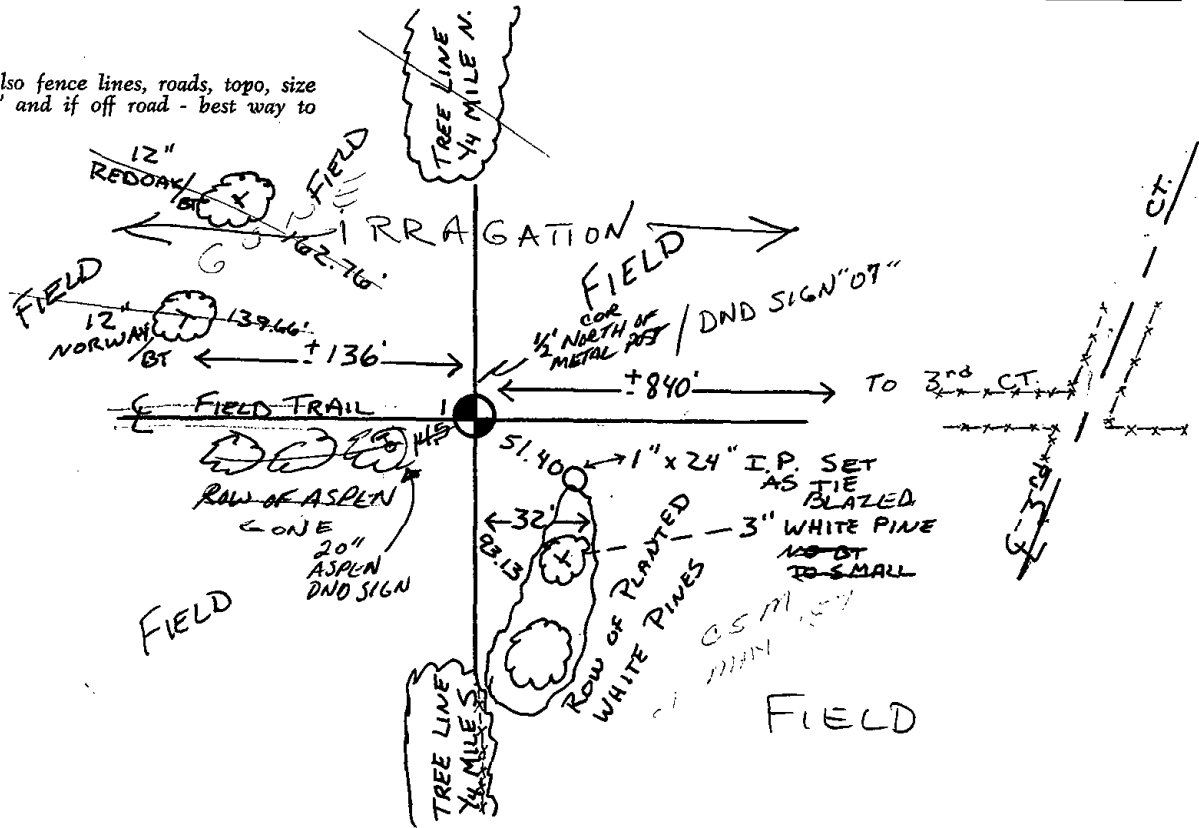 lso fence lines, roads, topo, size
and if off road - best way to
TREE LINE
1/4 MILE N.
12"
REDOAK/
BT
FIELD
162.76'
IRRAGATION
FIELD
FIELD
12"
NORWAY/
BT
139.66'
± 136'
COR
1/2' NORTH OF
METAL POST
/ DND SIGN "07"
± 840'
TO 3rd CT.
CT.
3rd
FIELD TRAIL
ROW OF ASPEN
GONE
20"
ASPEN
DND SIGN
51.40
1" x 24" I.P. SET
AS TIE
BLAZED
3" WHITE PINE
NO BT
TO SMALL
32'
93.13
ROW OF PLANTED
WHITE PINES
FIELD
TREE LINE
1/4 MILE S.
FIELD